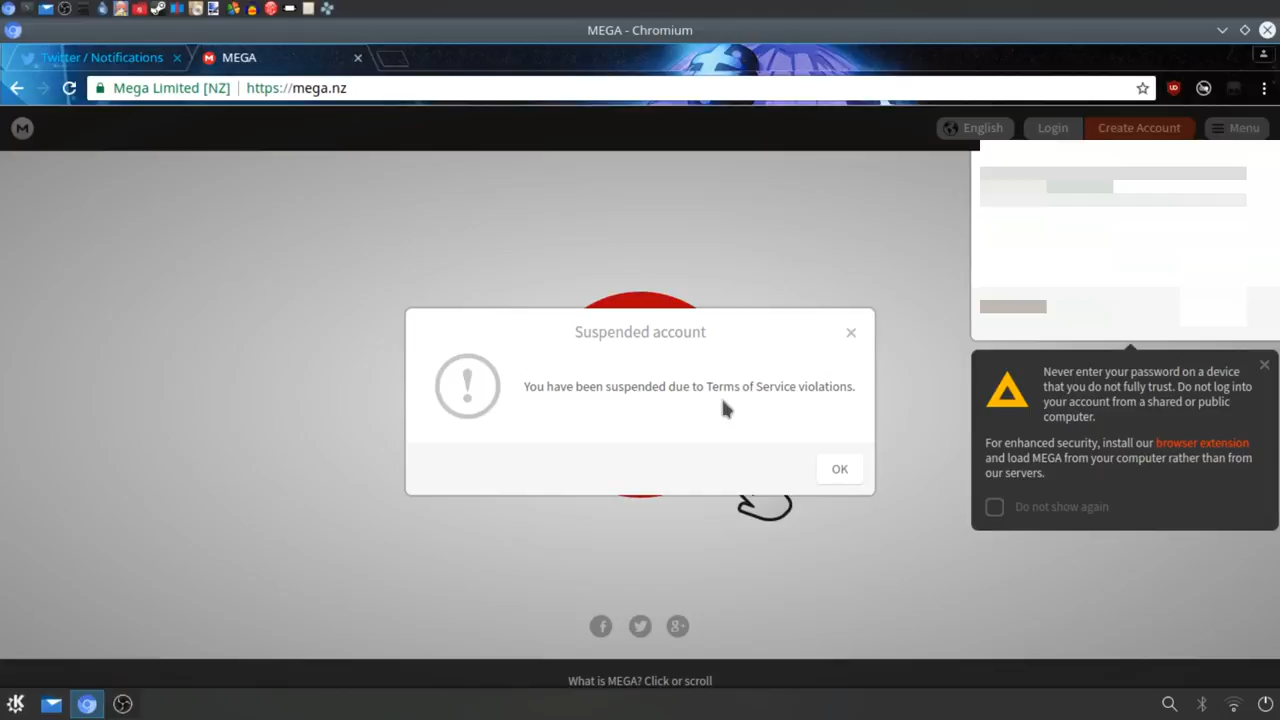 MEGA - Chromium
Twitter / Notifications
MEGA
Mega Limited [NZ]
https://mega.nz
M
English
Login
Create Account
Menu
Suspended account
You have been suspended due to Terms of Service violations.
OK
Never enter your password on a device
that you do not fully trust. Do not log into
your account from a shared or public
computer.
For enhanced security, install our browser extension
and load MEGA from your computer rather than from
our servers.
Do not show again
What is MEGA? Click or scroll